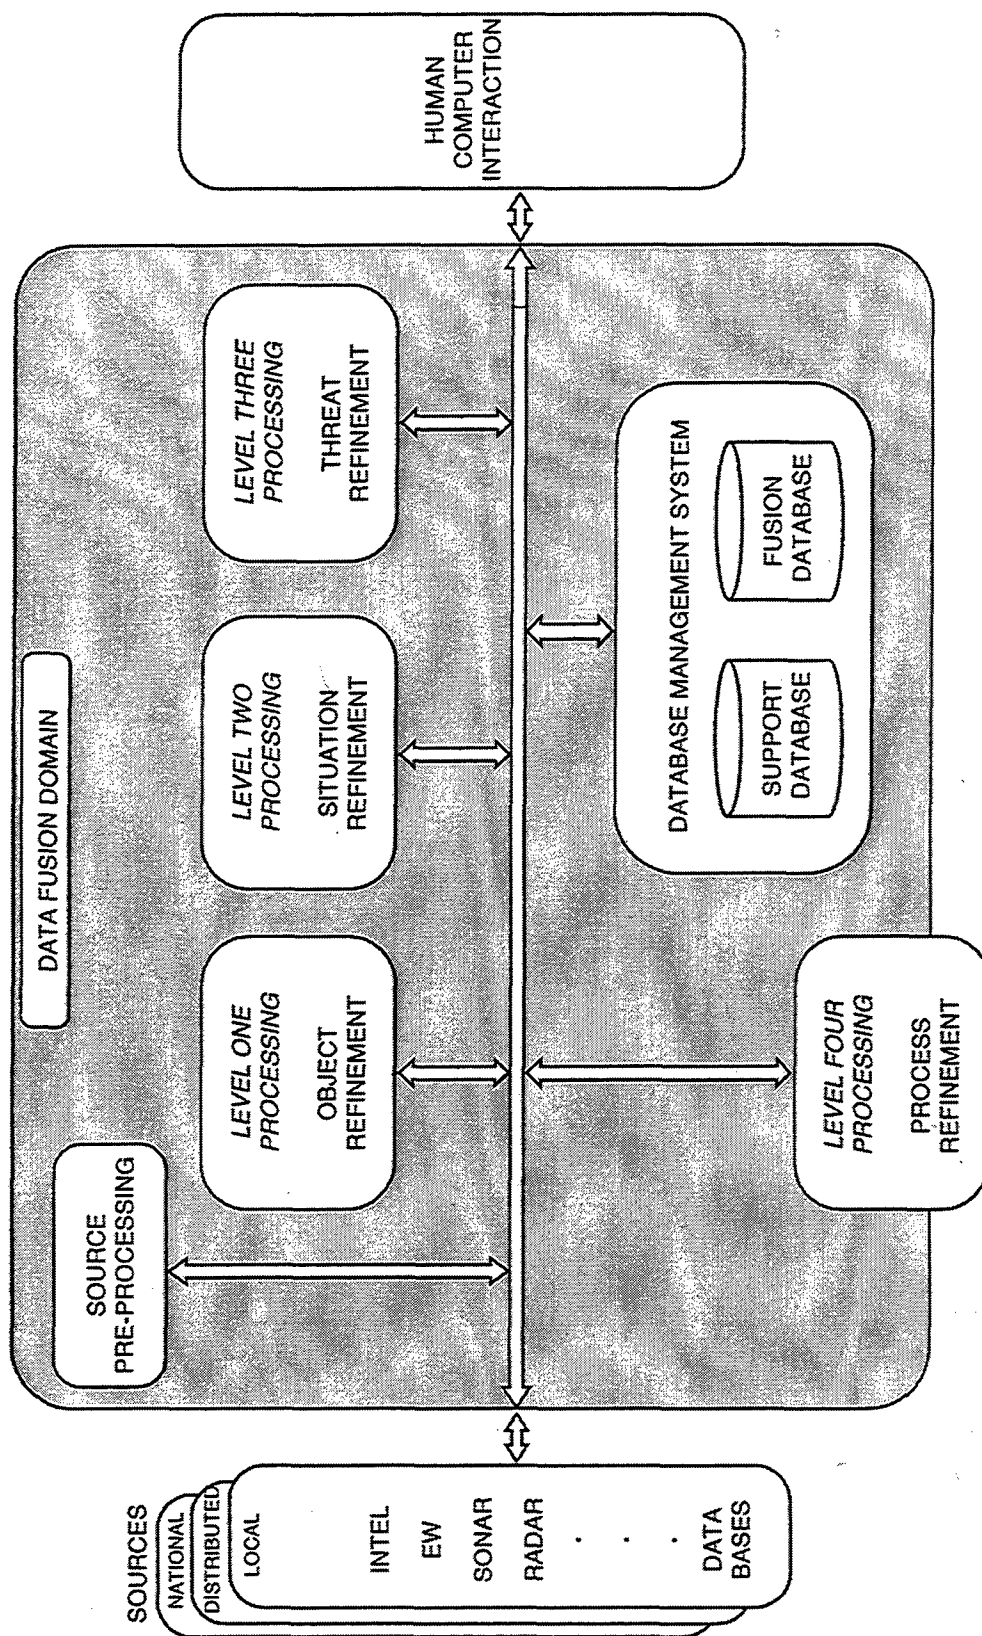 DATA FUSION DOMAIN
SOURCES
NATIONAL
DISTRIBUTED
LOCAL
INTEL
EW
SONAR
RADAR
.
.
.
DATA
BASES
SOURCE
PRE-PROCESSING
LEVEL ONE
PROCESSING
OBJECT
REFINEMENT
LEVEL TWO
PROCESSING
SITUATION
REFINEMENT
LEVEL THREE
PROCESSING
THREAT
REFINEMENT
LEVEL FOUR
PROCESSING
PROCESS
REFINEMENT
DATABASE MANAGEMENT SYSTEM
SUPPORT
DATABASE
FUSION
DATABASE
HUMAN
COMPUTER
INTERACTION